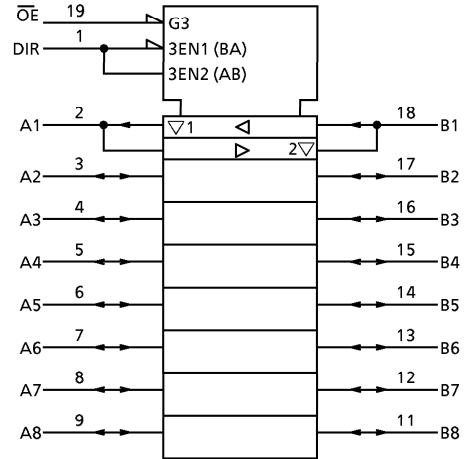 OE 19 G3
DIR 1 3EN1 (BA)
3EN2 (AB)
A1 2 ▽1 ◁ 18 B1
▷ 2▽
A2 3 17 B2
A3 4 16 B3
A4 5 15 B4
A5 6 14 B5
A6 7 13 B6
A7 8 12 B7
A8 9 11 B8